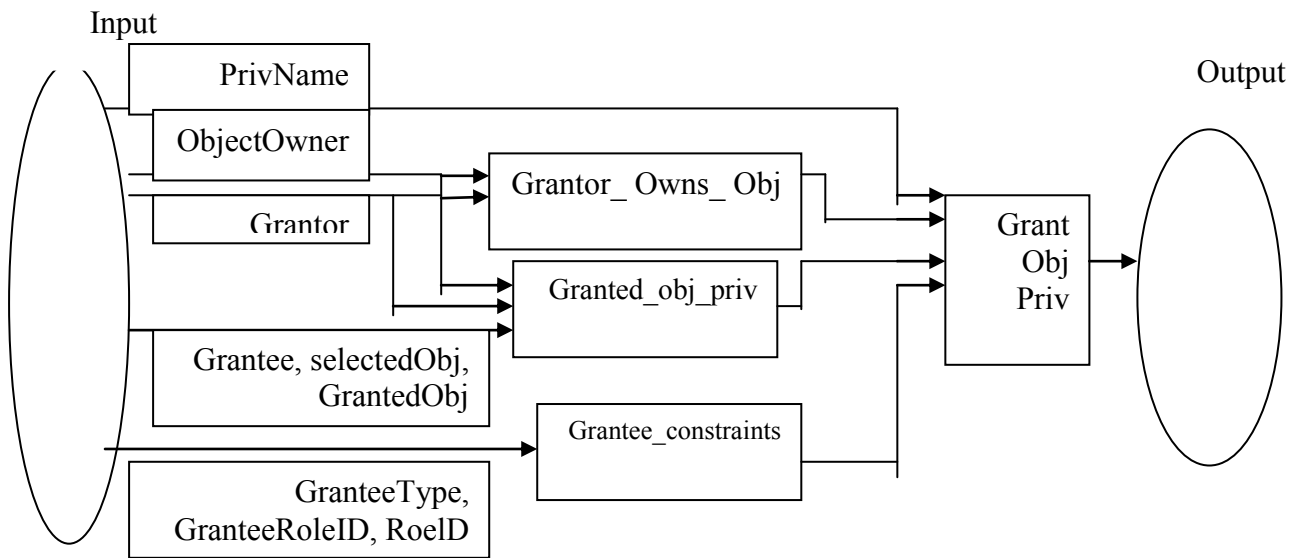 Input
PrivName
Output
ObjectOwner
Grantor_ Owns_ Obj
Grantor
Grant
Obj
Priv
Granted_obj_priv
Grantee, selectedObj,
GrantedObj
Grantee_constraints
GranteeType,
GranteeRoleID, RoelD